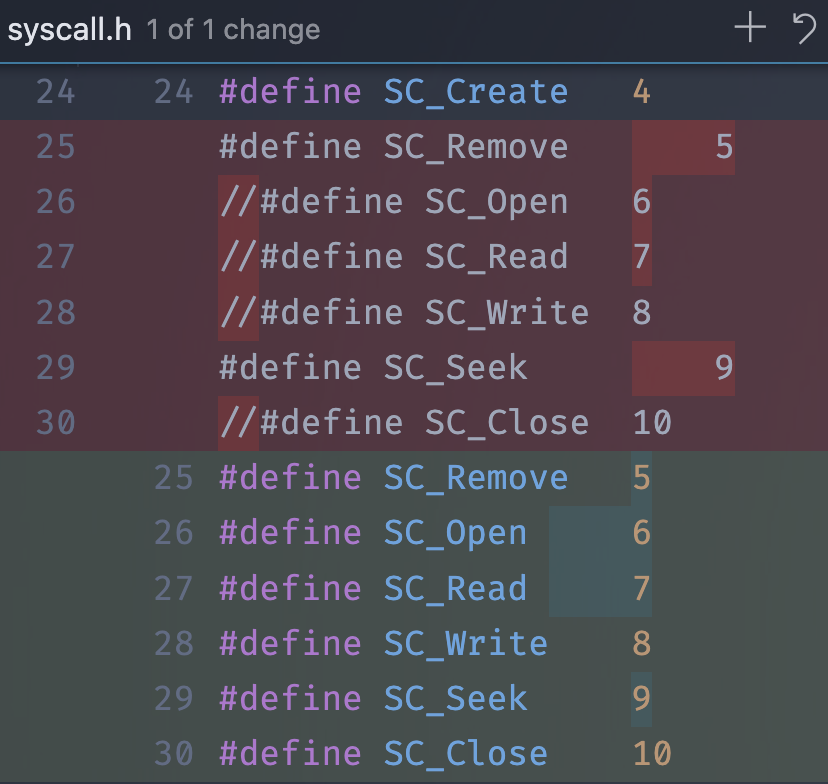 syscall.h 1 of 1 change
24 24 #define SC_Create 4
25 #define SC_Remove 5
26 //#define SC_Open 6
27 //#define SC_Read 7
28 //#define SC_Write 8
29 #define SC_Seek 9
30 //#define SC_Close 10
25 #define SC_Remove 5
26 #define SC_Open 6
27 #define SC_Read 7
28 #define SC_Write 8
29 #define SC_Seek 9
30 #define SC_Close 10